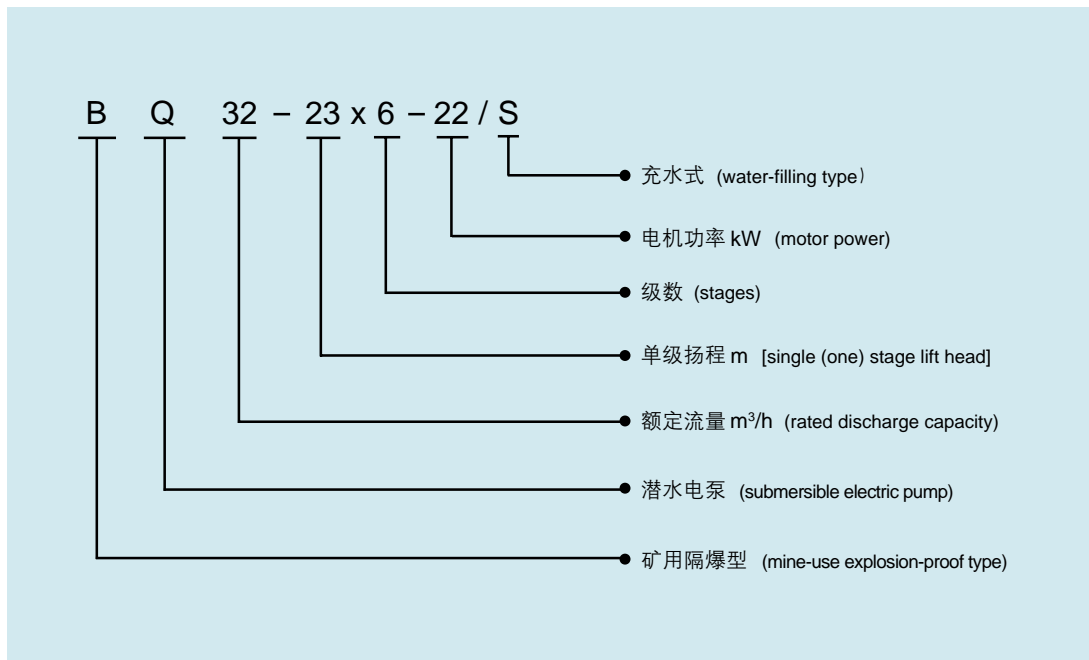 B Q 32 – 23 x 6 – 22 / S
充水式 (water-filling type)
电机功率 kW (motor power)
级数 (stages)
单级扬程 m [single (one) stage lift head]
额定流量 m³/h (rated discharge capacity)
潜水电泵 (submersible electric pump)
矿用隔爆型 (mine-use explosion-proof type)